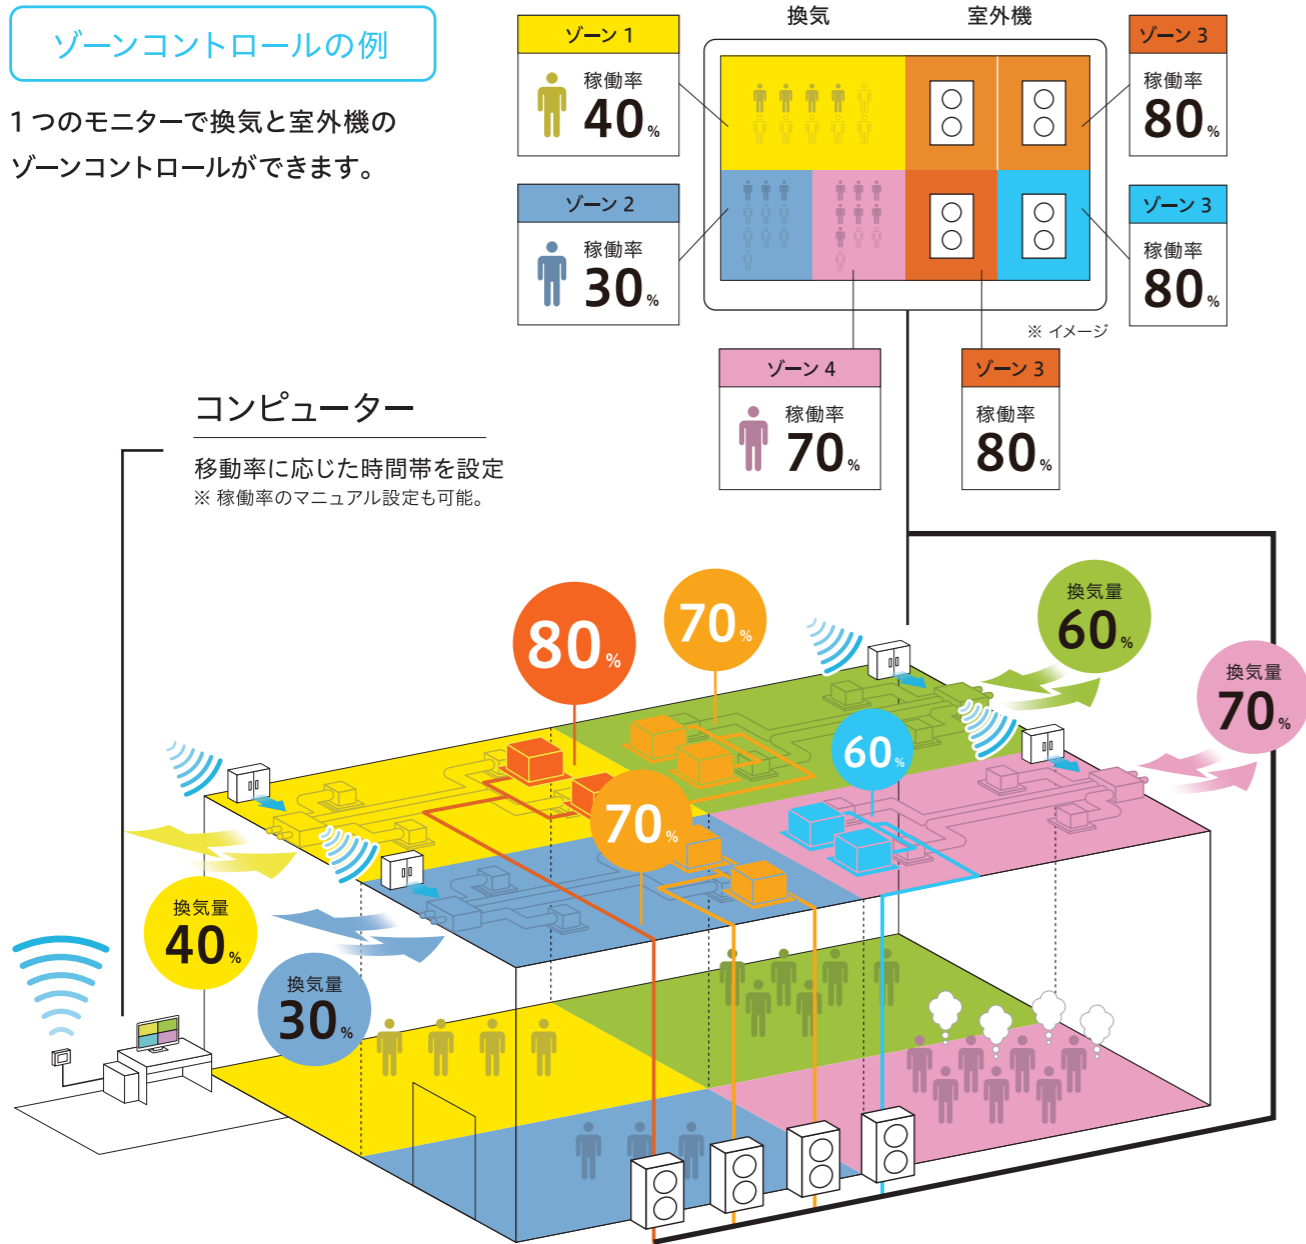 ゾーンコントロールの例
1つのモニターで換気と室外機の
ゾーンコントロールができます。
換気
室外機
ゾーン 1
稼働率
40%
ゾーン 2
稼働率
30%
ゾーン 3
稼働率
80%
ゾーン 3
稼働率
80%
※ イメージ
ゾーン 4
稼働率
70%
ゾーン 3
稼働率
80%
コンピューター
移動率に応じた時間帯を設定
※ 稼働率のマニュアル設定も可能。
80%
70%
換気量
60%
換気量
70%
60%
70%
換気量
40%
換気量
30%